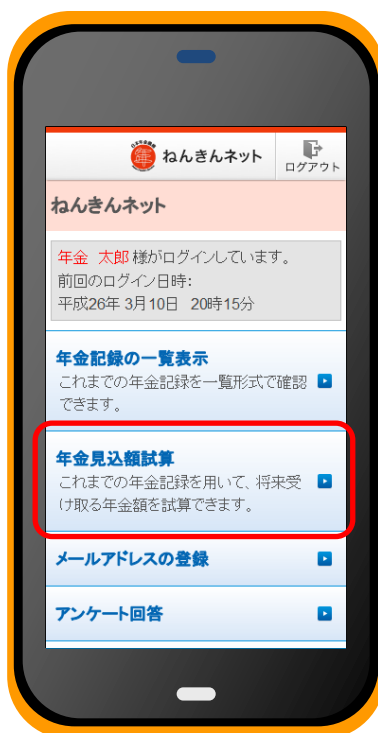 ねんきんネット
ログアウト
ねんきんネット
年金 太郎 様がログインしています。
前回のログイン日時:
平成26年 3月10日 20時15分
年金記録の一覧表示
これまでの年金記録を一覧形式で確認
できます。
年金見込額試算
これまでの年金記録を用いて、将来受
け取る年金額を試算できます。
メールアドレスの登録
アンケート回答